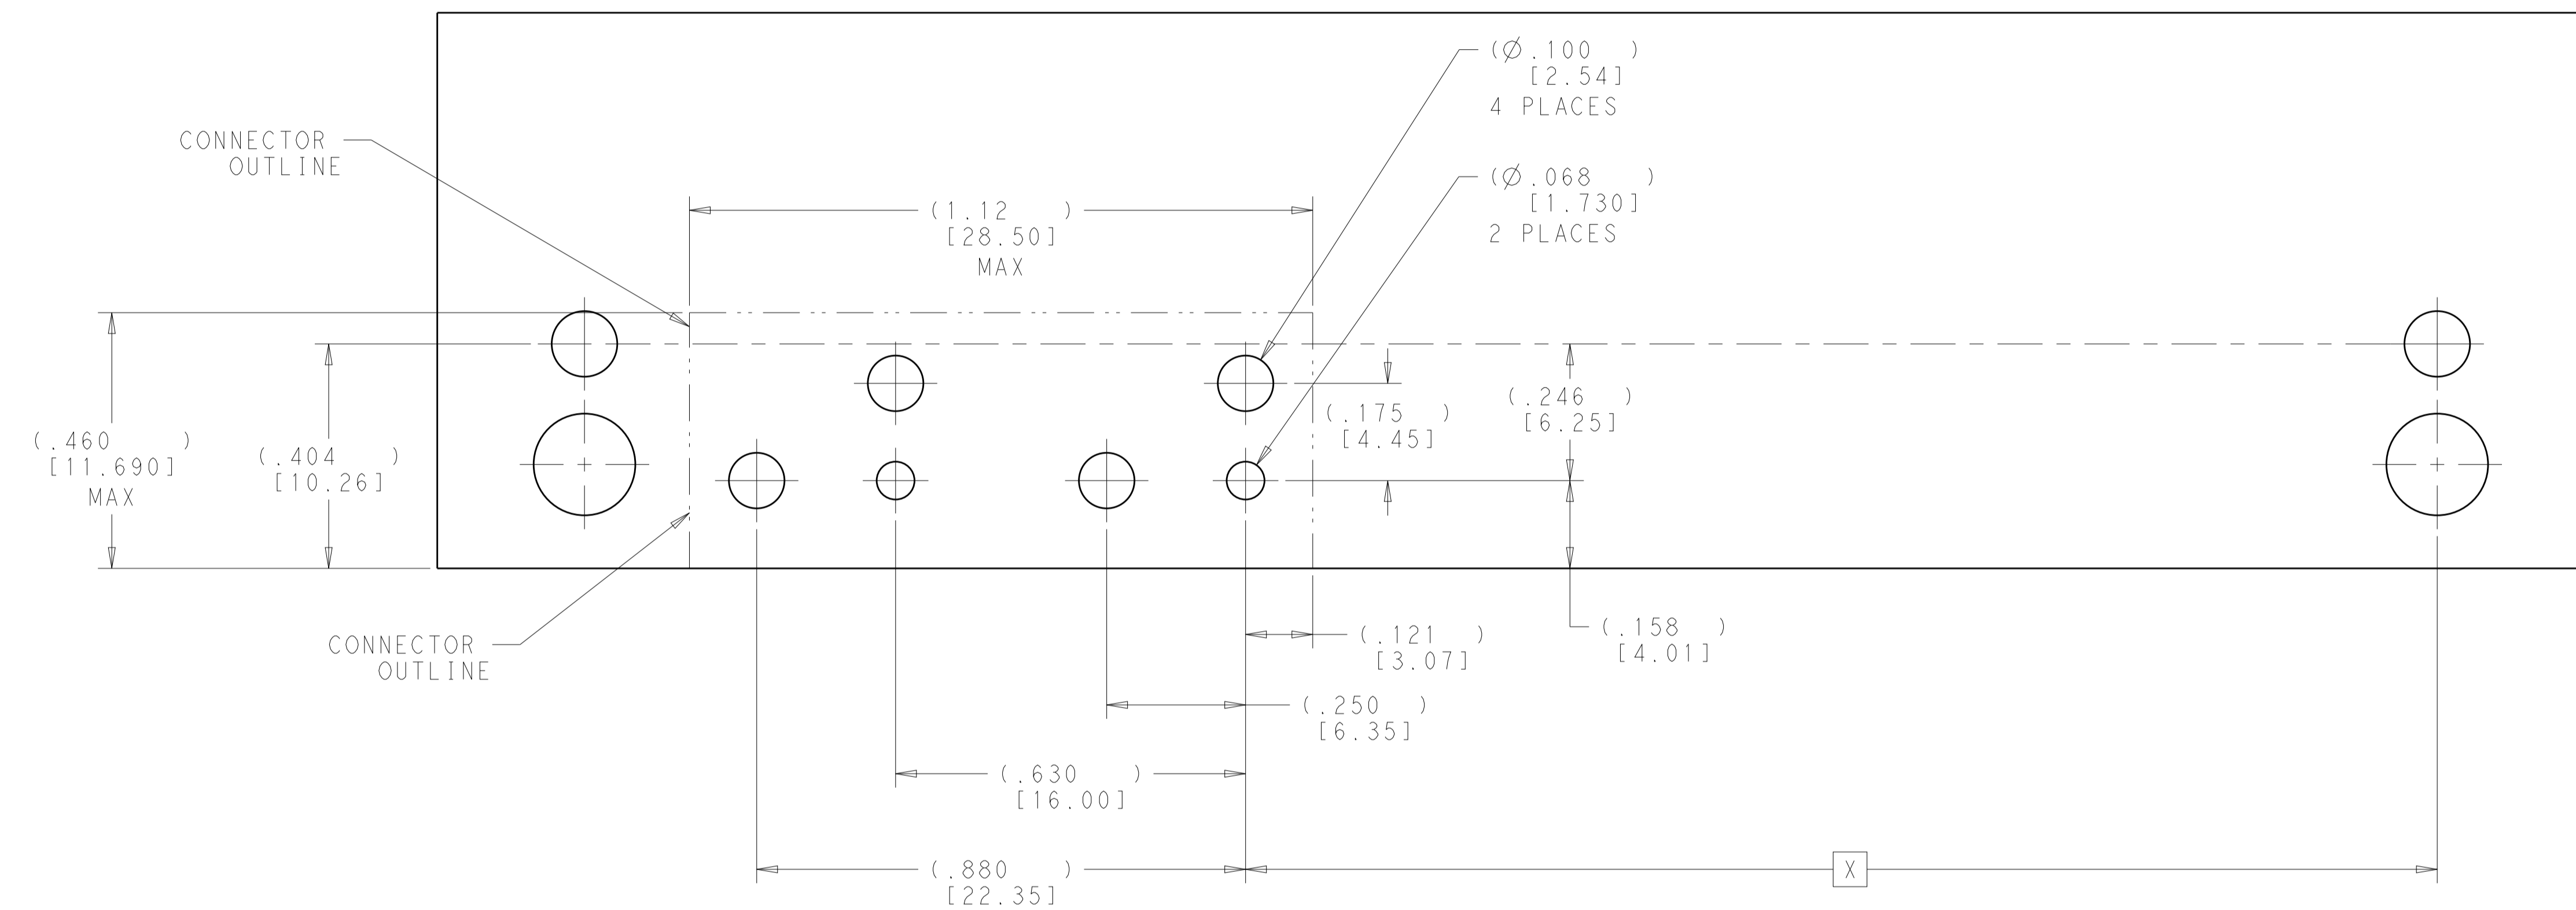 (⌀.100 )
[2.54]
4 PLACES
CONNECTOR
OUTLINE
(⌀.068 )
[1.730]
2 PLACES
(1.12 )
[28.50]
MAX
(.460 )
[11.690]
MAX
(.404 )
[10.26]
(.175 )
[4.45]
(.246 )
[6.25]
CONNECTOR
OUTLINE
(.121 )
[3.07]
(.158 )
[4.01]
(.250 )
[6.35]
(.630 )
[16.00]
(.880 )
[22.35]
X